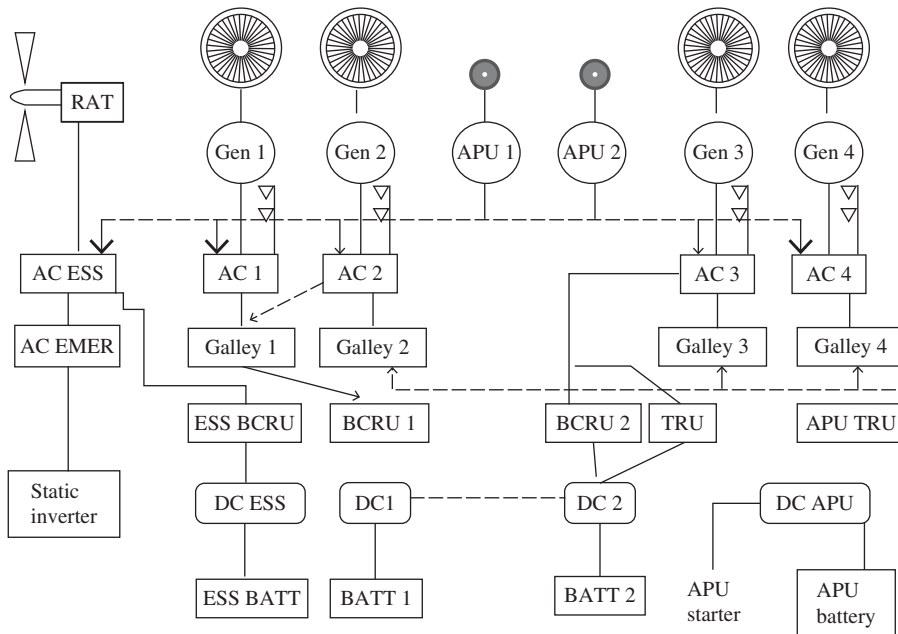 RAT
Gen 1
Gen 2
APU 1
APU 2
Gen 3
Gen 4
AC ESS
AC 1
AC 2
AC 3
AC 4
AC EMER
Galley 1
Galley 2
Galley 3
Galley 4
ESS BCRU
BCRU 1
BCRU 2
TRU
APU TRU
Static
inverter
DC ESS
DC1
DC 2
DC APU
ESS BATT
BATT 1
BATT 2
APU
starter
APU
battery